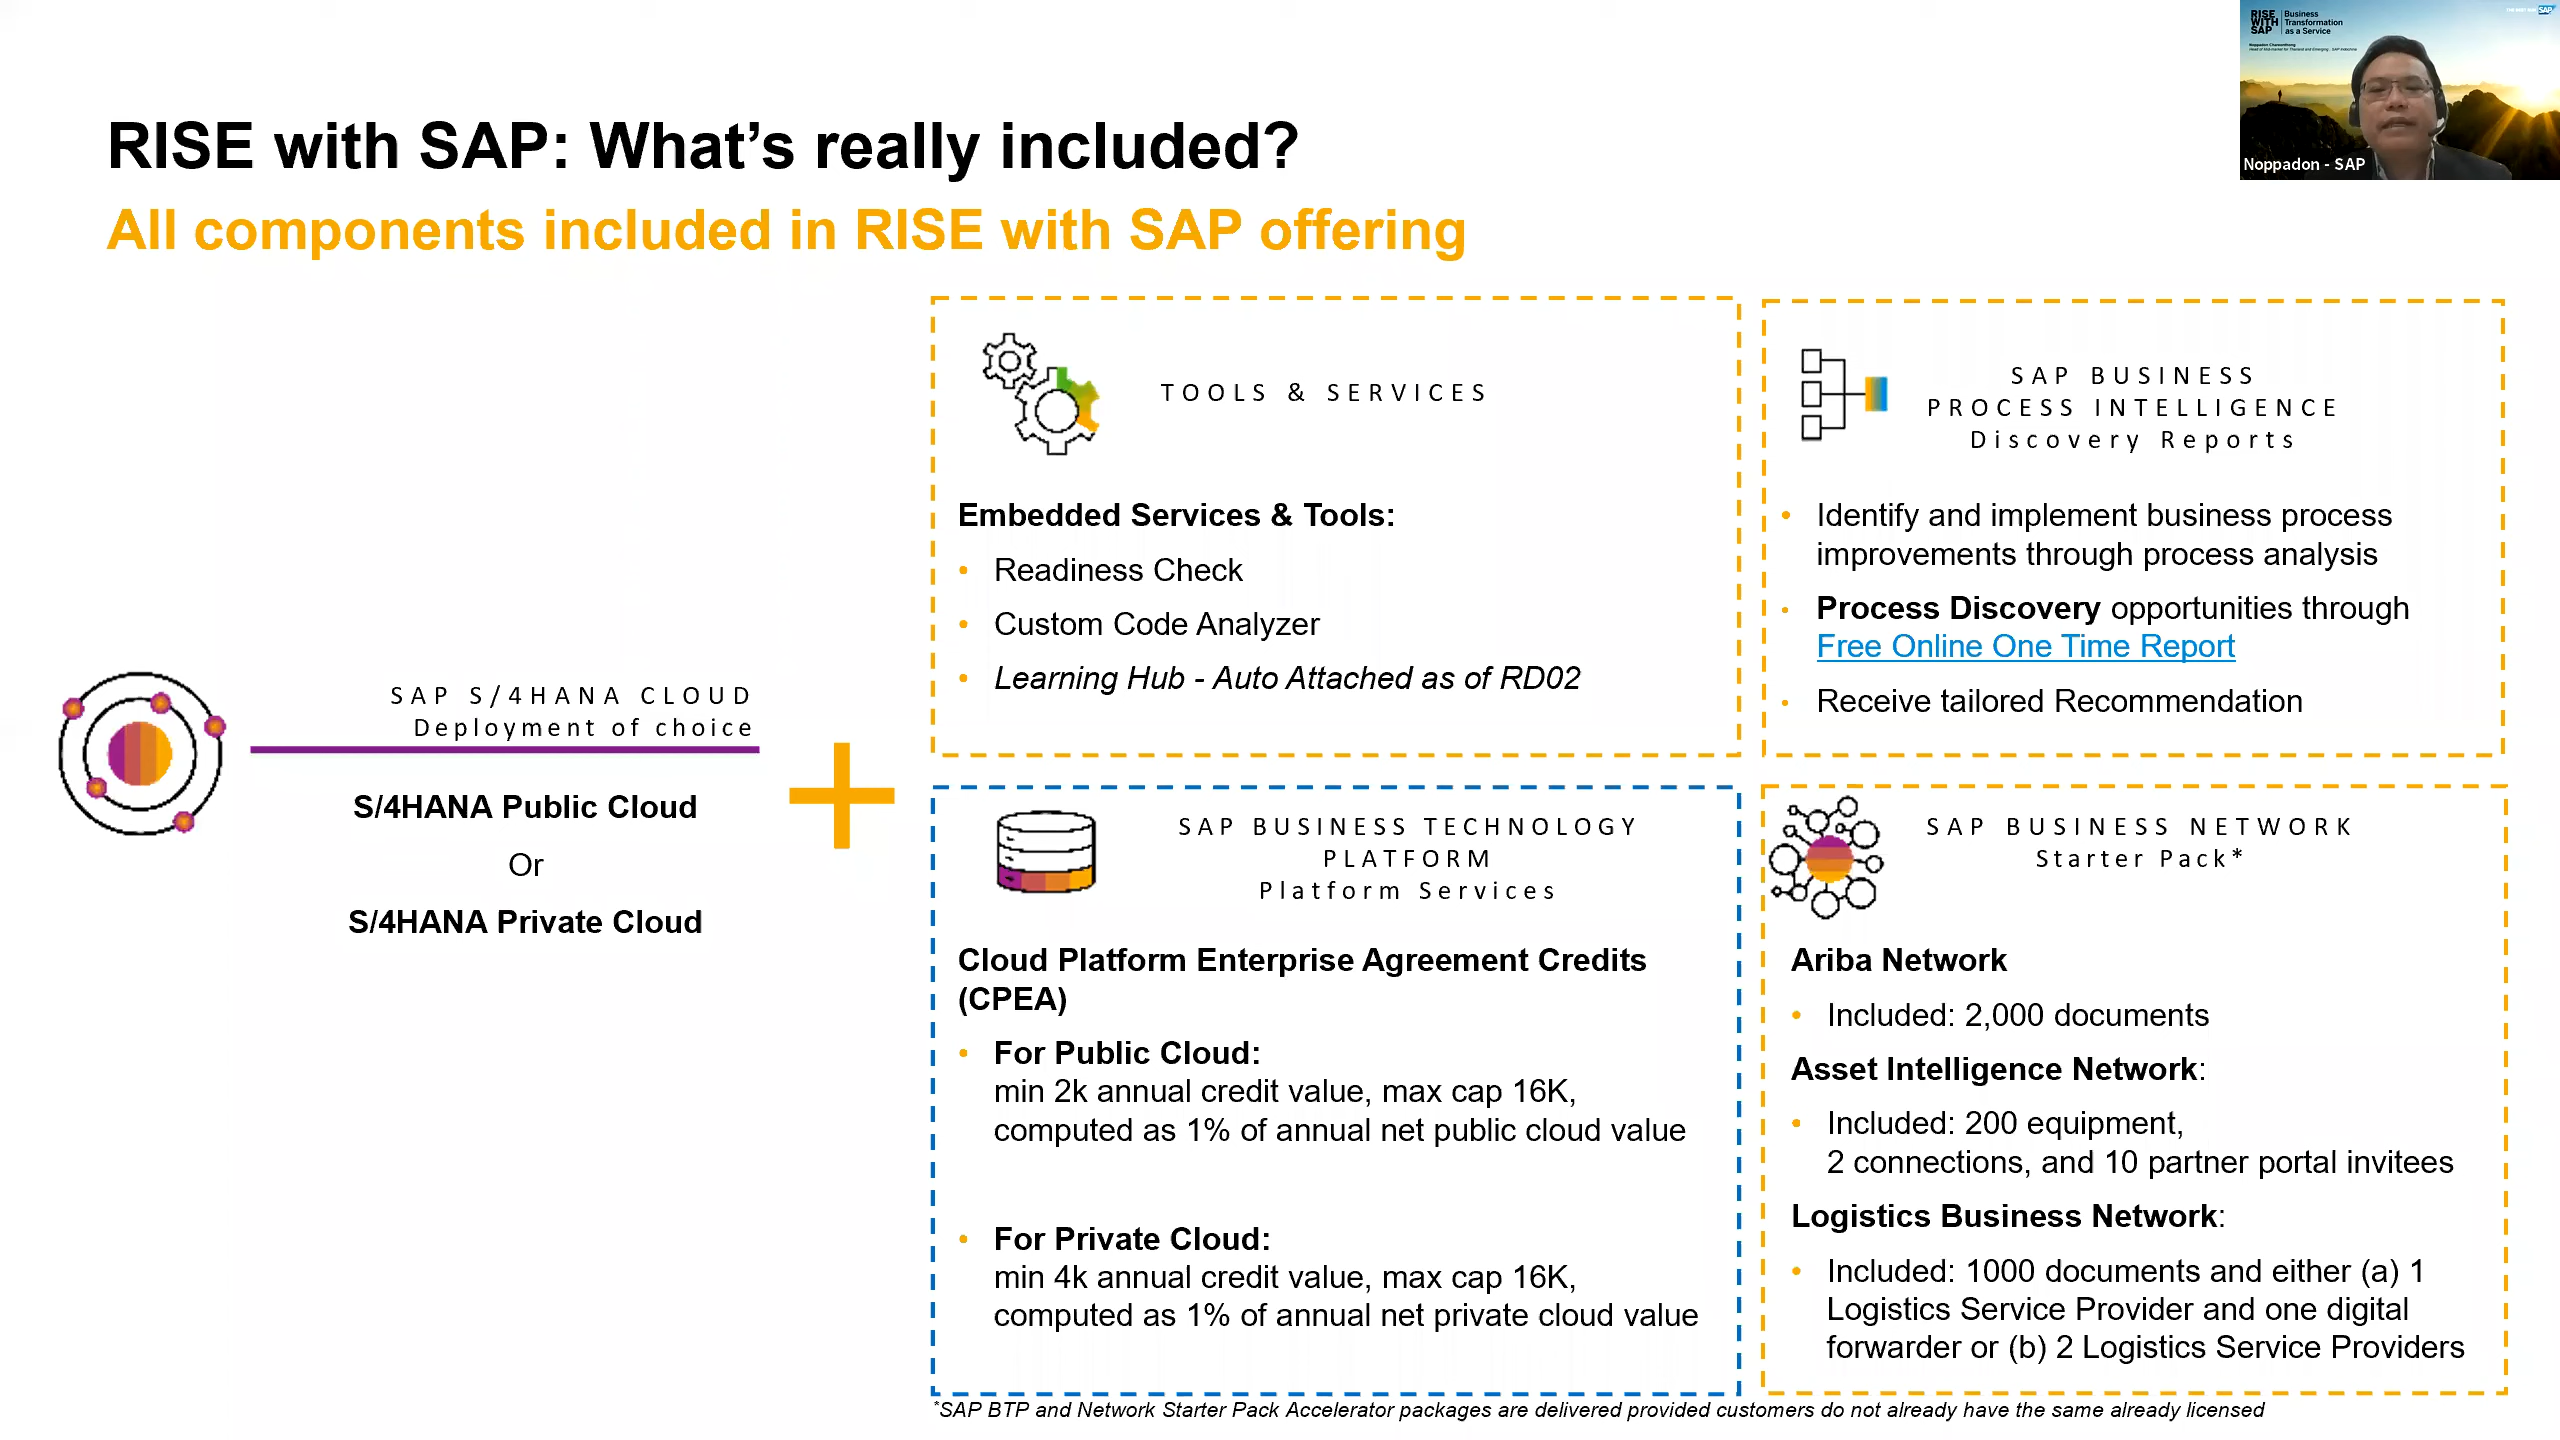 RISE WITH SAP
Business Transformation as a Service
Noppadon - SAP
RISE with SAP: What’s really included?
All components included in RISE with SAP offering
SAP S/4HANA CLOUD
Deployment of choice
S/4HANA Public Cloud
Or
S/4HANA Private Cloud
TOOLS & SERVICES
Embedded Services & Tools:
• Readiness Check
• Custom Code Analyzer
• Learning Hub - Auto Attached as of RD02
SAP BUSINESS
PROCESS INTELLIGENCE
Discovery Reports
• Identify and implement business process
improvements through process analysis
• Process Discovery opportunities through
Free Online One Time Report
• Receive tailored Recommendation
SAP BUSINESS TECHNOLOGY
PLATFORM
Platform Services
Cloud Platform Enterprise Agreement Credits
(CPEA)
• For Public Cloud:
min 2k annual credit value, max cap 16K,
computed as 1% of annual net public cloud value
• For Private Cloud:
min 4k annual credit value, max cap 16K,
computed as 1% of annual net private cloud value
SAP BUSINESS NETWORK
Starter Pack*
Ariba Network
• Included: 2,000 documents
Asset Intelligence Network:
• Included: 200 equipment,
2 connections, and 10 partner portal invitees
Logistics Business Network:
• Included: 1000 documents and either (a) 1
Logistics Service Provider and one digital
forwarder or (b) 2 Logistics Service Providers
*SAP BTP and Network Starter Pack Accelerator packages are delivered provided customers do not already have the same already licensed